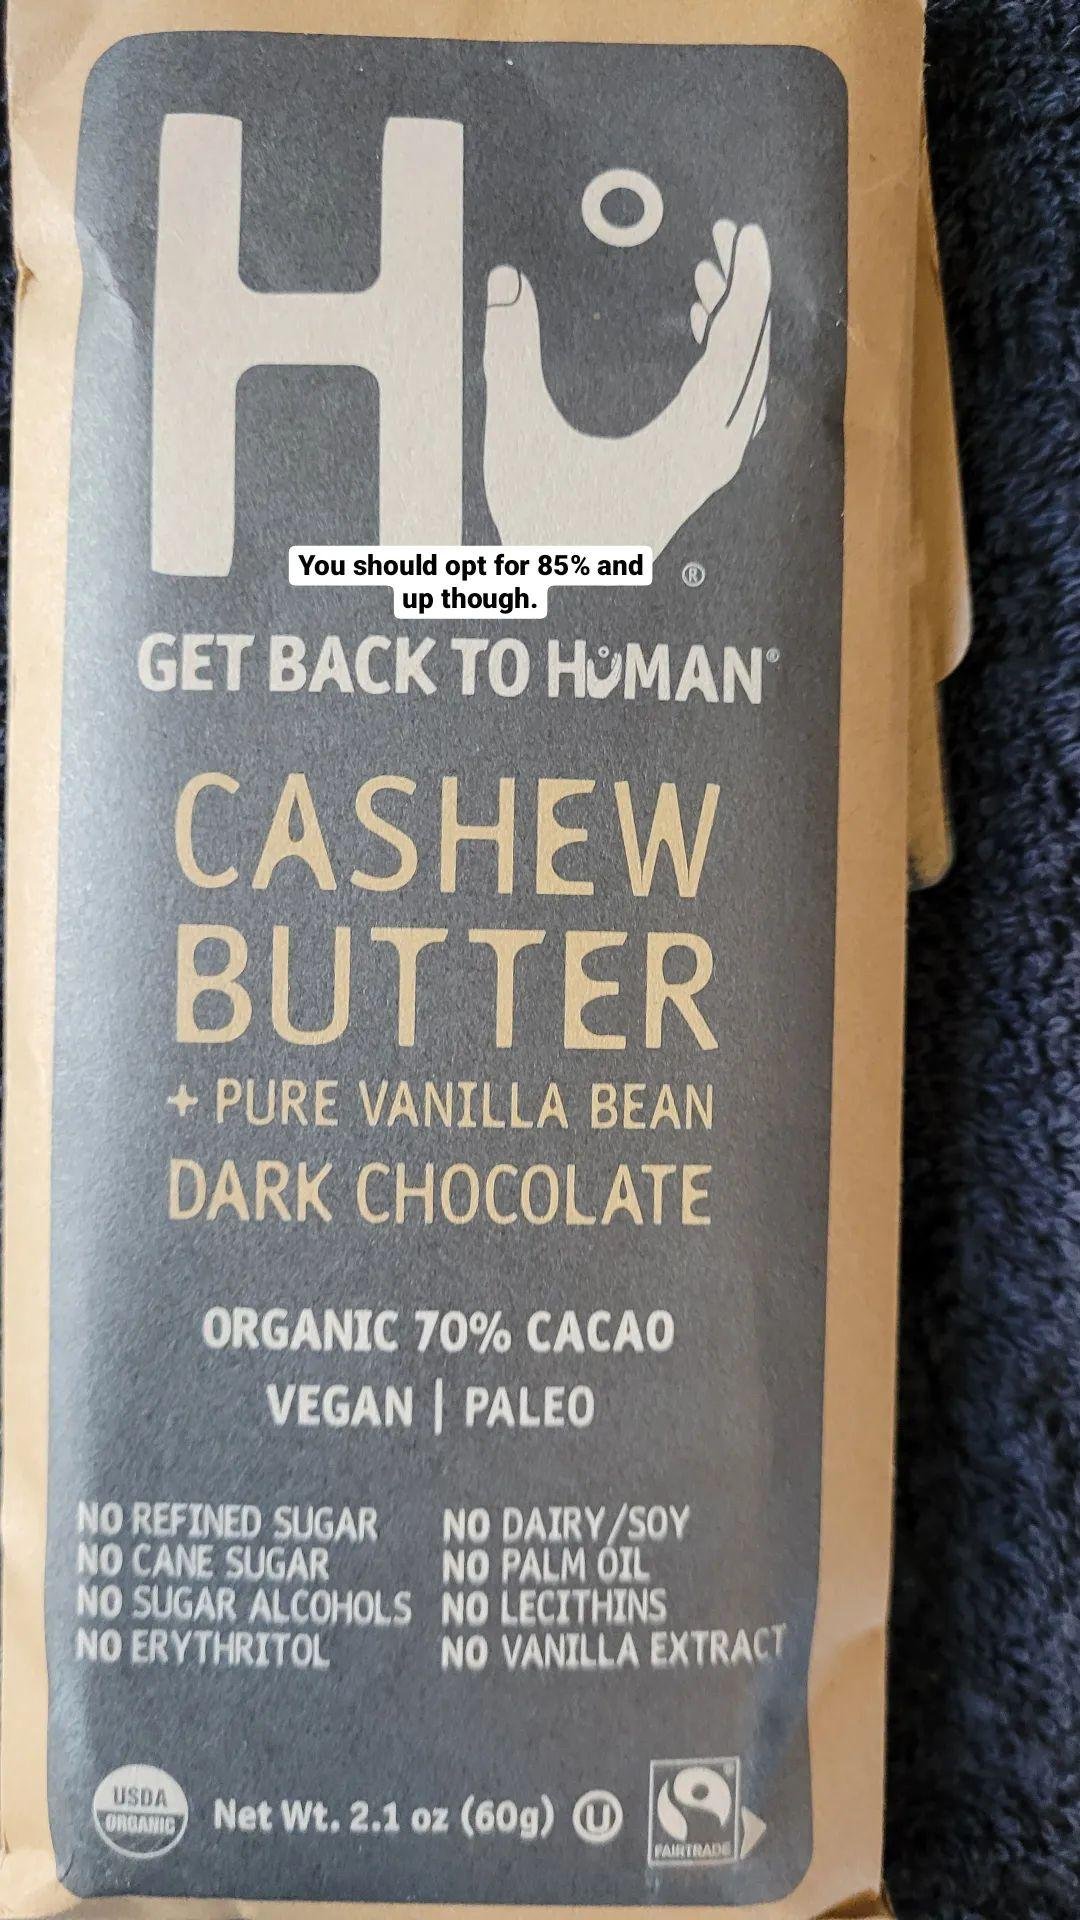 Hu
®
You should opt for 85% and
up though.
GET BACK TO HUMAN®
CASHEW
BUTTER
+ PURE VANILLA BEAN
DARK CHOCOLATE
ORGANIC 70% CACAO
VEGAN | PALEO
NO REFINED SUGAR
NO CANE SUGAR
NO SUGAR ALCOHOLS
NO ERYTHRITOL
NO DAIRY/SOY
NO PALM OIL
NO LECITHINS
NO VANILLA EXTRACT
USDA
ORGANIC
Net Wt. 2.1 oz (60g)
U
FAIRTRADE